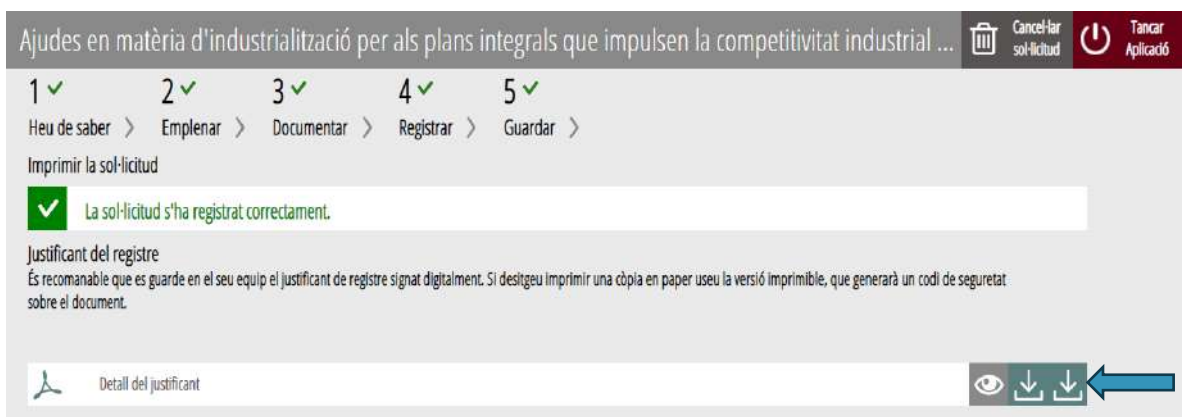 Ajudes en matèria d'industrialització per als plans integrals que impulsen la competitivitat industrial ...
Cancel·lar
sol·licitud
Tancar
Aplicació
1 2 3 4 5
Heu de saber > Emplenar > Documentar > Registrar > Guardar >
Imprimir la sol·licitud
La sol·licitud s'ha registrat correctament.
Justificant del registre
És recomanable que es guarde en el seu equip el justificant de registre signat digitalment. Si desitgeu imprimir una còpia en paper useu la versió imprimible, que generarà un codi de seguretat
sobre el document.
Detall del justificant